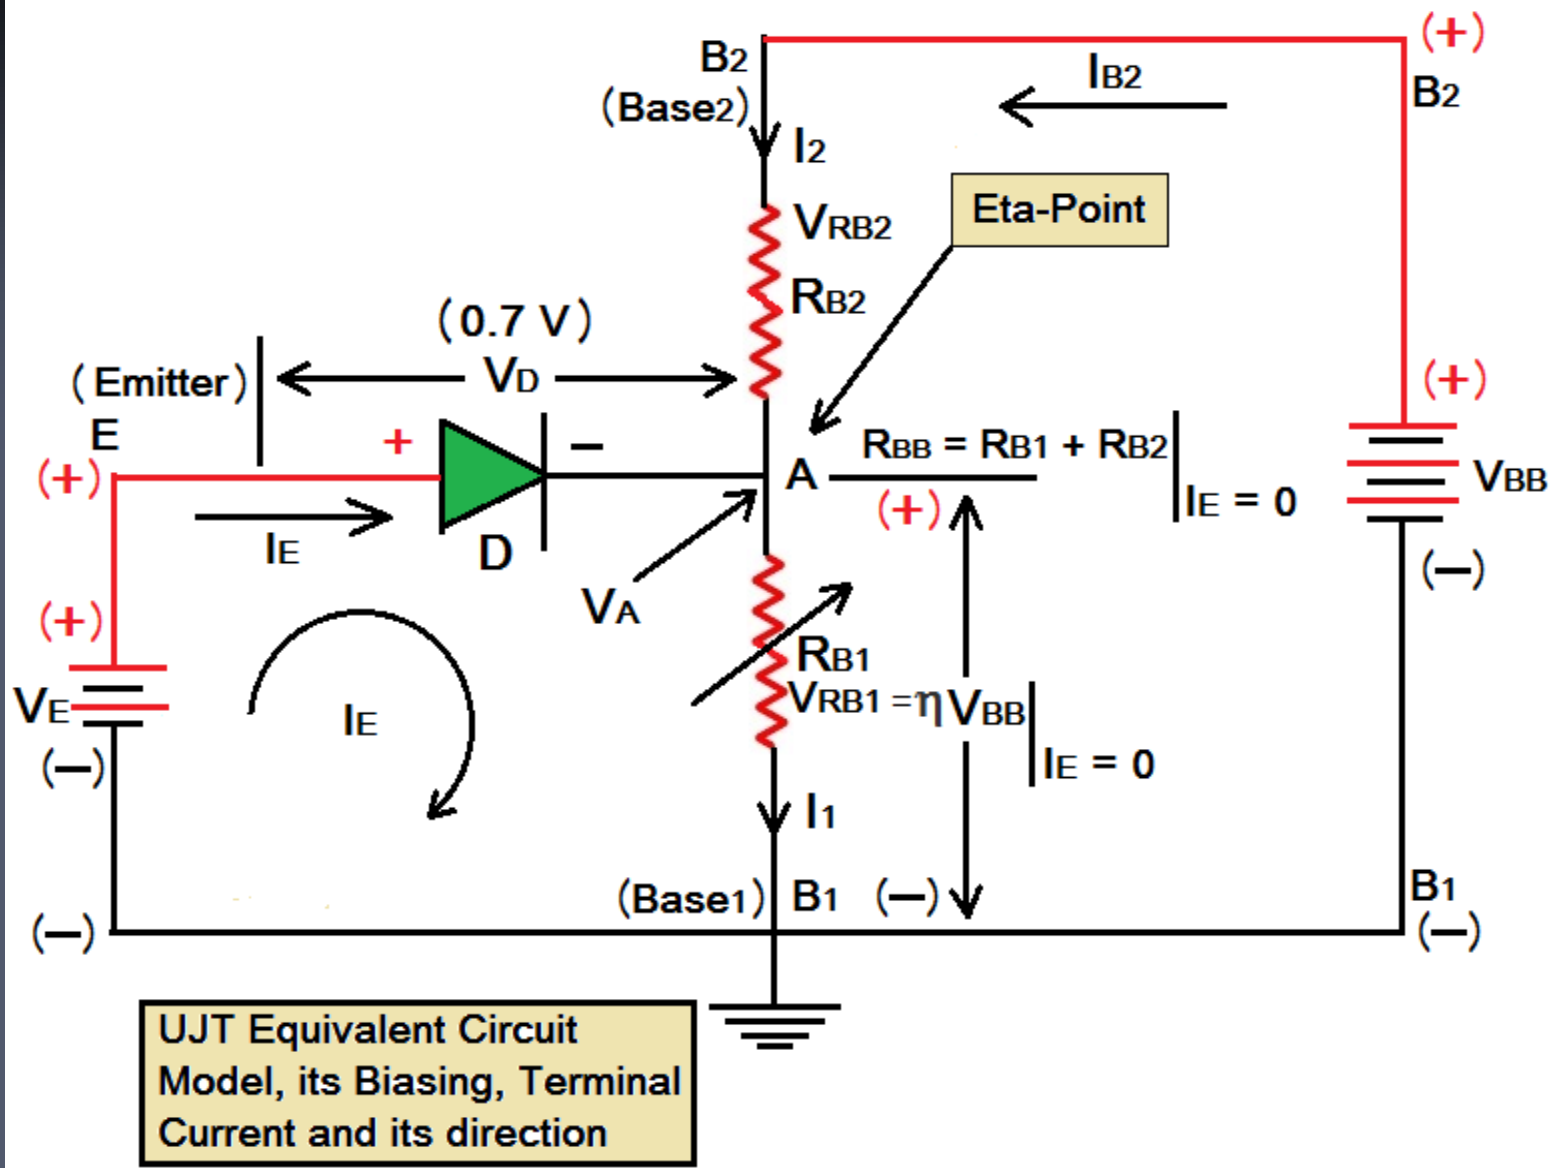 (+)
B2
(Base2)
IB2
B2
I2
Eta-Point
VRB2
RB2
(0.7 V)
VD
(Emitter)
E
(+)
+
−
(+)
A
RBB = RB1 + RB2
IE = 0
(+)
VBB
IE
D
(−)
VA
(+)
RB1
VRB1 = ηVBB
IE = 0
VE
IE
(−)
I1
(Base1)
B1
(−)
B1
(−)
(−)
UJT Equivalent Circuit
Model, its Biasing, Terminal
Current and its direction